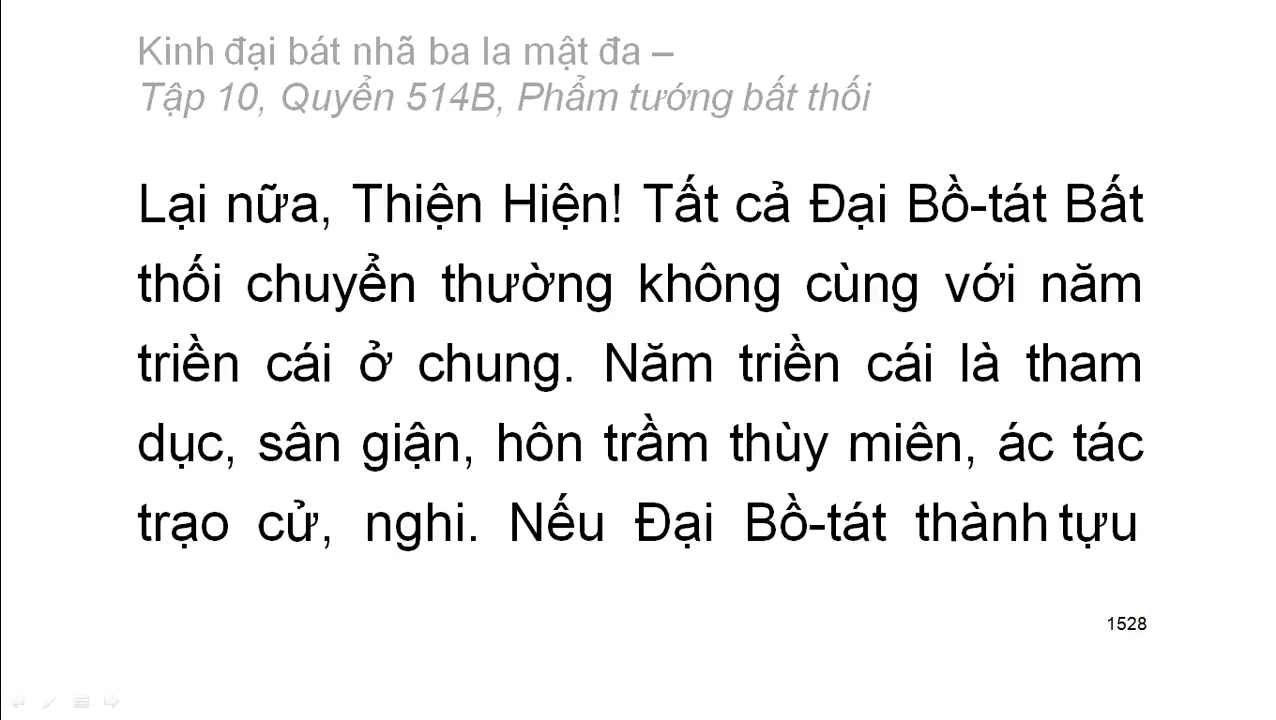 Kinh đại bát nhã ba la mật đa –
Tập 10, Quyển 514B, Phẩm tướng bất thối
Lại nữa, Thiện Hiện! Tất cả Đại Bồ-tát Bất
thối chuyển thường không cùng với năm
triền cái ở chung. Năm triền cái là tham
dục, sân giận, hôn trầm thùy miên, ác tác
trạo cử, nghi. Nếu Đại Bồ-tát thành tựu
1528